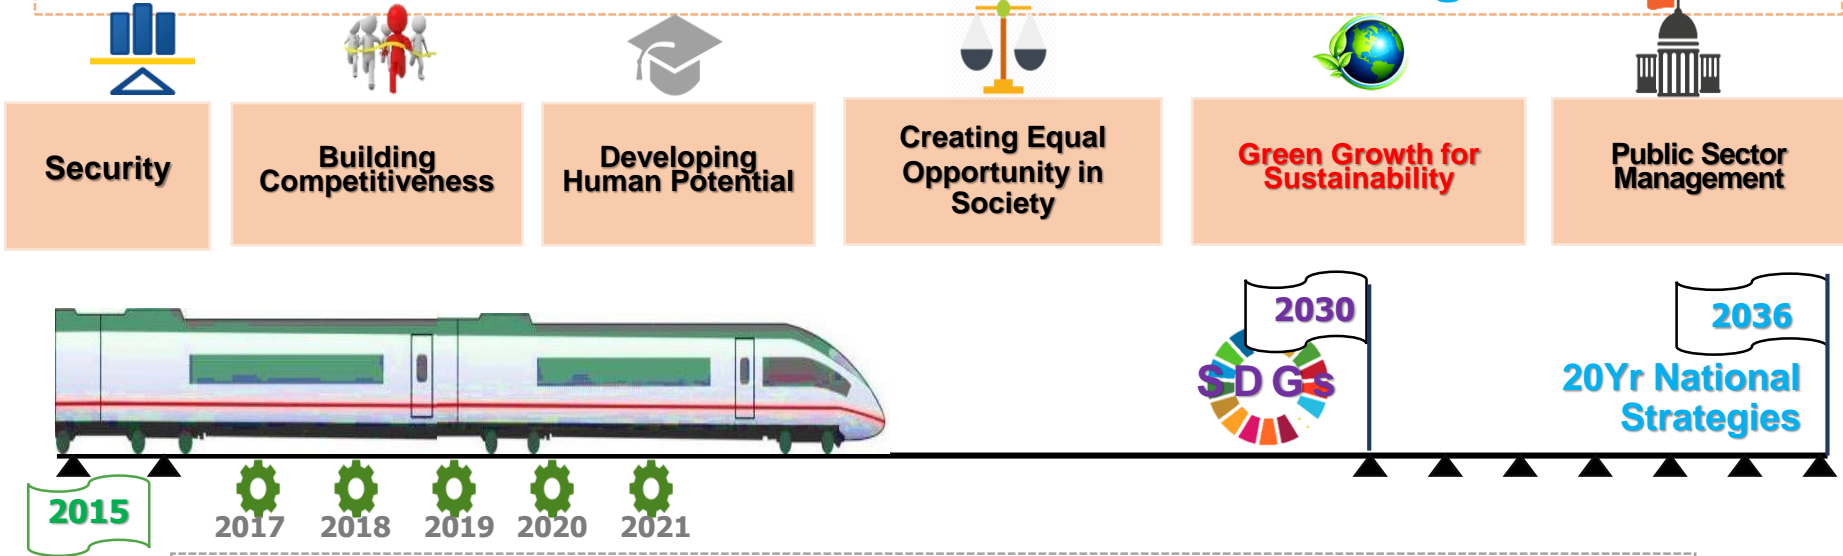 Security
Building
Competitiveness
Developing
Human Potential
Creating Equal
Opportunity in
Society
Green Growth for
Sustainability
Public Sector
Management
2030
SDGs
2036
20Yr National
Strategies
2015
2017 2018 2019 2020 2021